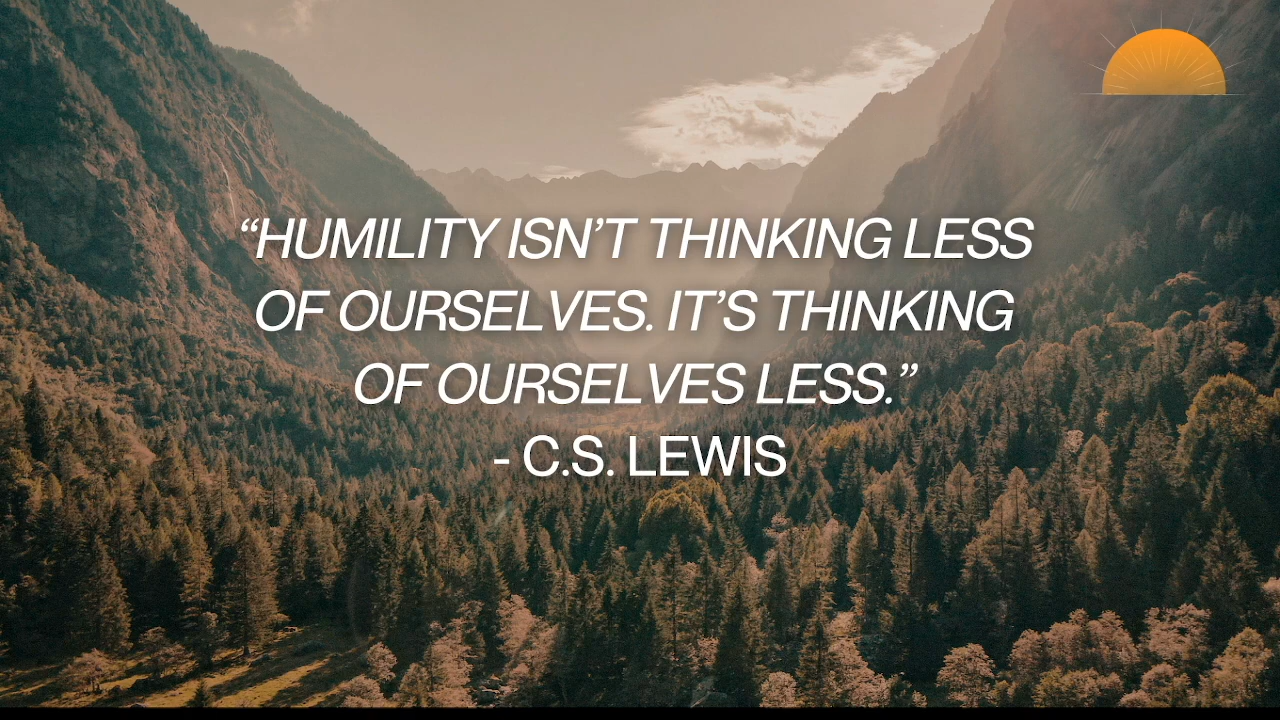 “HUMILITY ISN’T THINKING LESS
OF OURSELVES. IT’S THINKING
OF OURSELVES LESS.”
- C.S. LEWIS